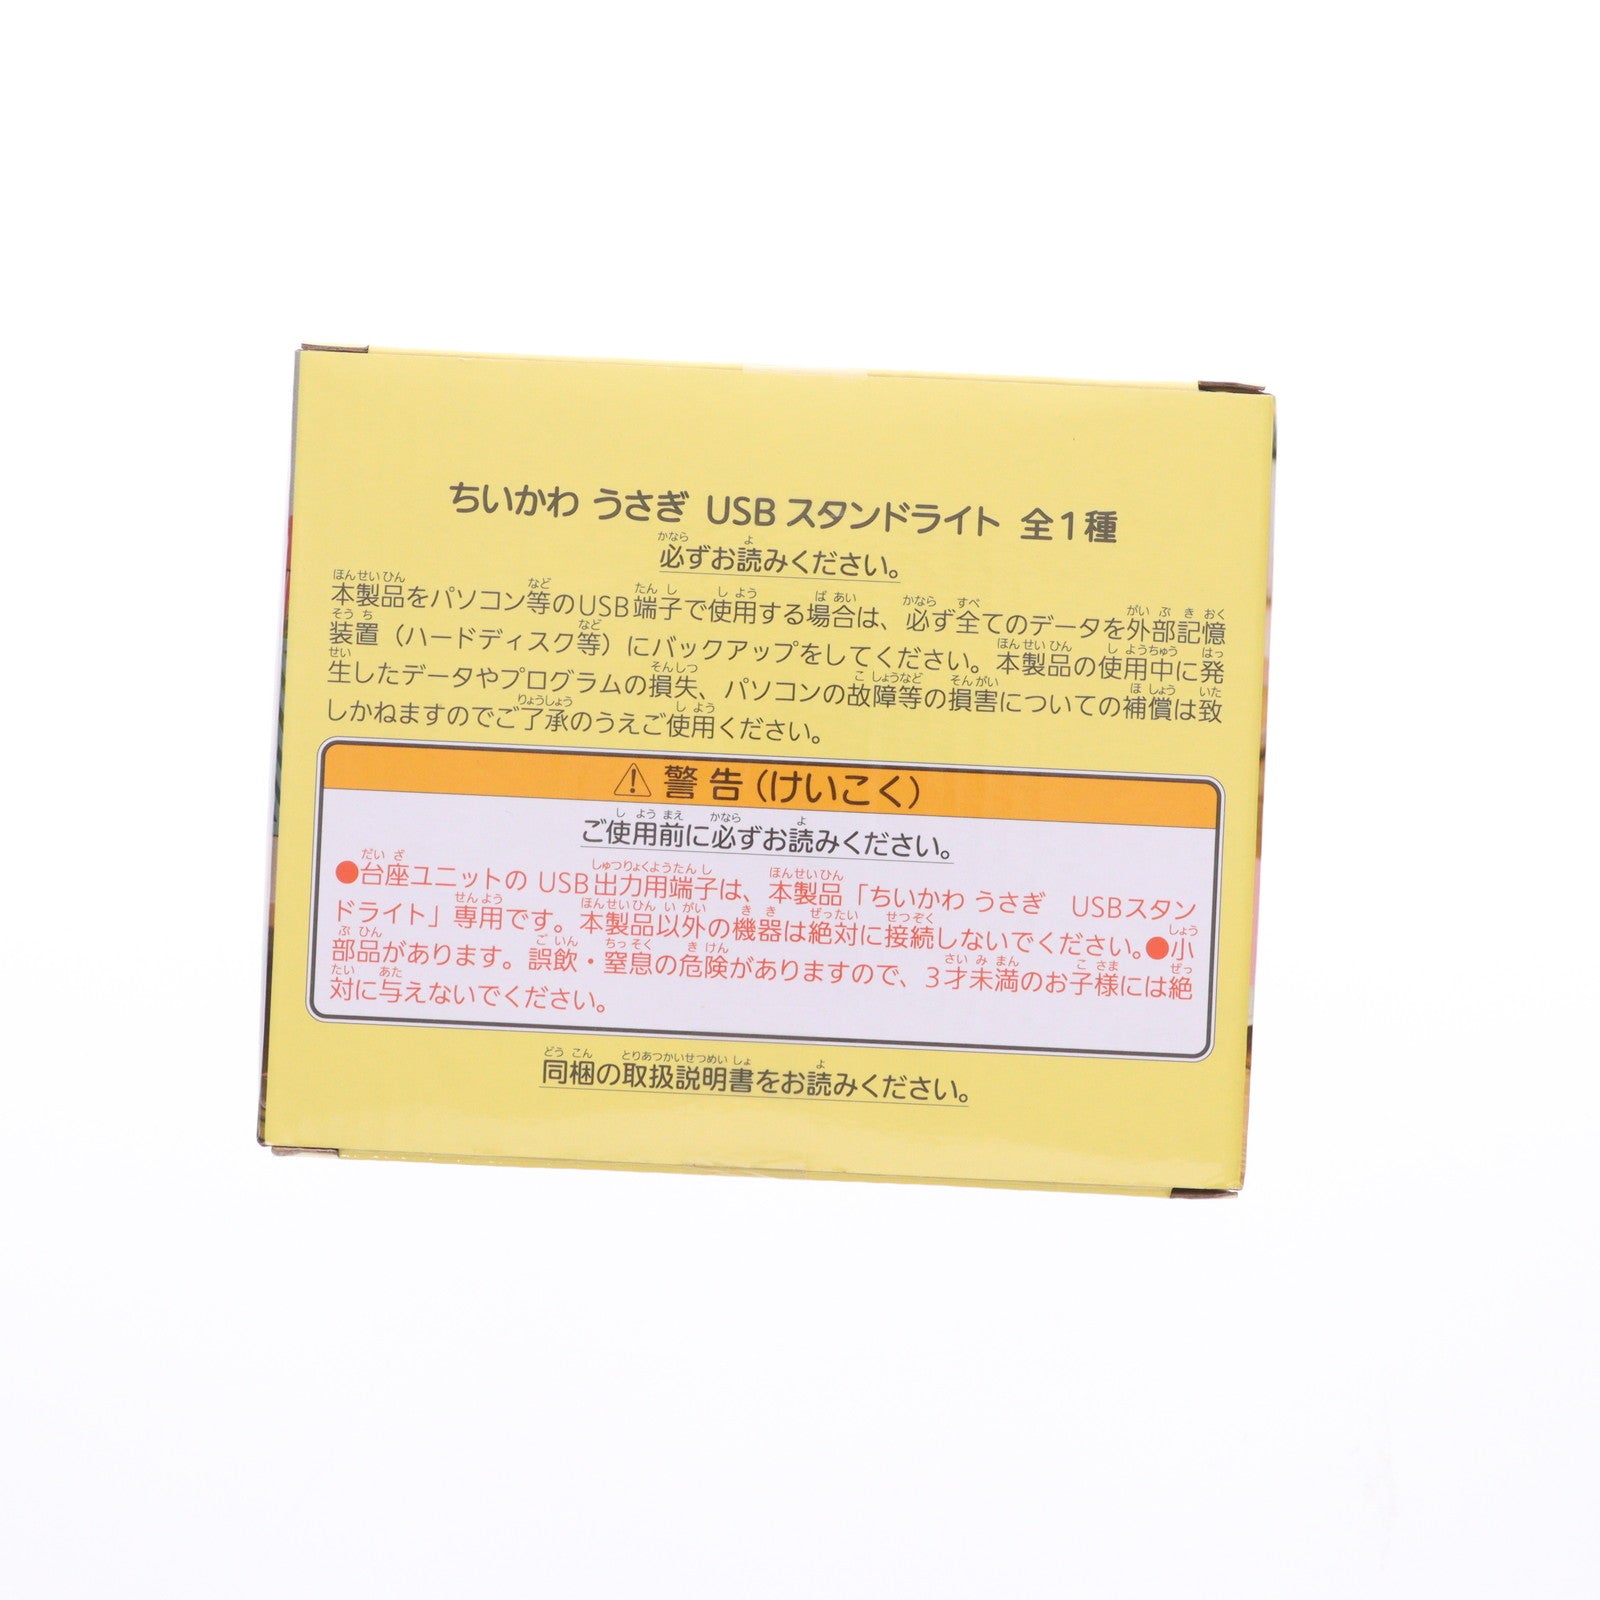 ちいかわ うさぎ USB スタンドライト 全1種
必ずお読みください。
本製品をパソコン等のUSB端子で使用する場合は、必ず全てのデータを外部記憶
装置（ハードディスク等）にバックアップをしてください。本製品の使用中に発
生したデータやプログラムの損失、パソコンの故障等の損害についての補償は致
しかねますのでご了承のうえご使用ください。
⚠ 警告（けいこく）
ご使用前に必ずお読みください。
●台座ユニットの USB出力用端子は、本製品「ちいかわ うさぎ USBスタン
ドライト」専用です。本製品以外の機器は絶対に接続しないでください。●小
部品があります。誤飲・窒息の危険がありますので、3才未満のお子様には絶
対に与えないでください。
同梱の取扱説明書をお読みください。